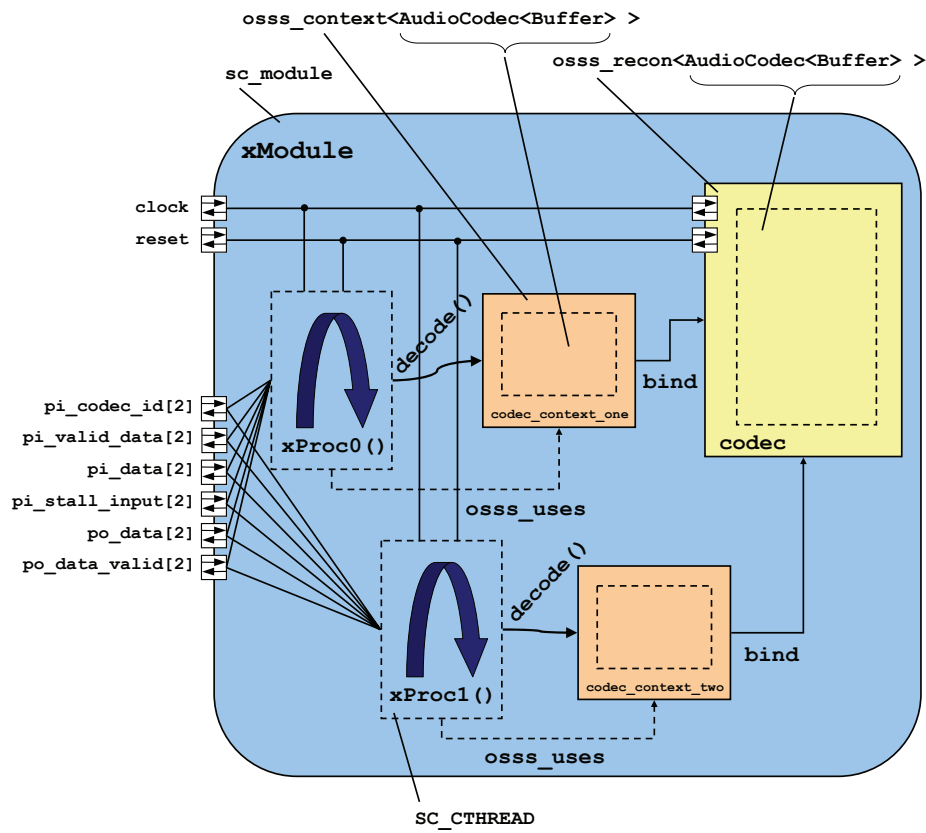 osss_context<AudioCodec<Buffer> >
osss_recon<AudioCodec<Buffer> >
sc_module
xModule
clock
reset
decode()
bind
codec_context_one
pi_codec_id[2]
pi_valid_data[2]
pi_data[2]
pi_stall_input[2]
po_data[2]
po_data_valid[2]
xProc0()
codec
osss_uses
decode()
bind
codec_context_two
xProc1()
osss_uses
SC_CTHREAD